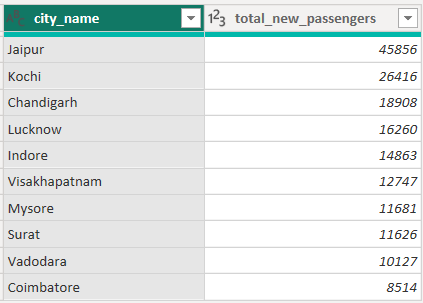 city_name 123 total_new_passengers
Jaipur 45856
Kochi 26416
Chandigarh 18908
Lucknow 16260
Indore 14863
Visakhapatnam 12747
Mysore 11681
Surat 11626
Vadodara 10127
Coimbatore 8514